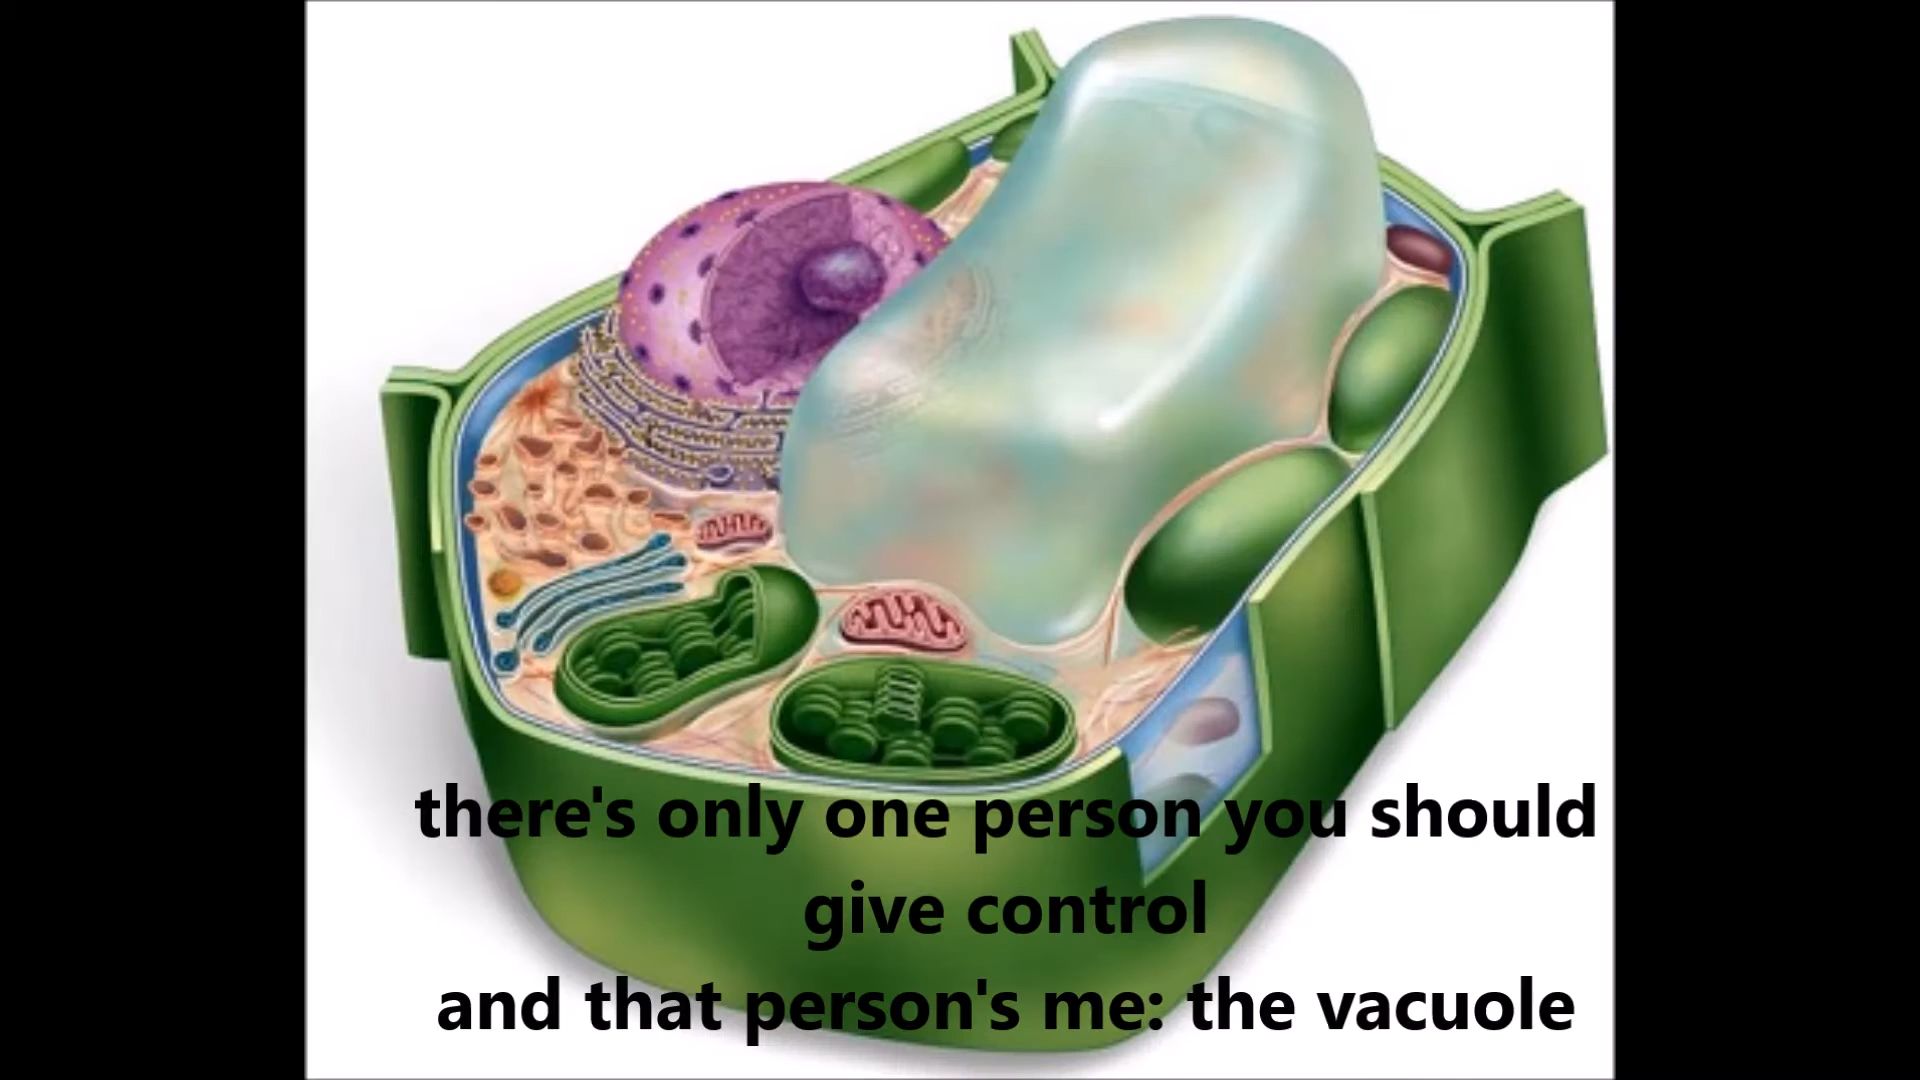 there's only one person you should
give control
and that person's me: the vacuole